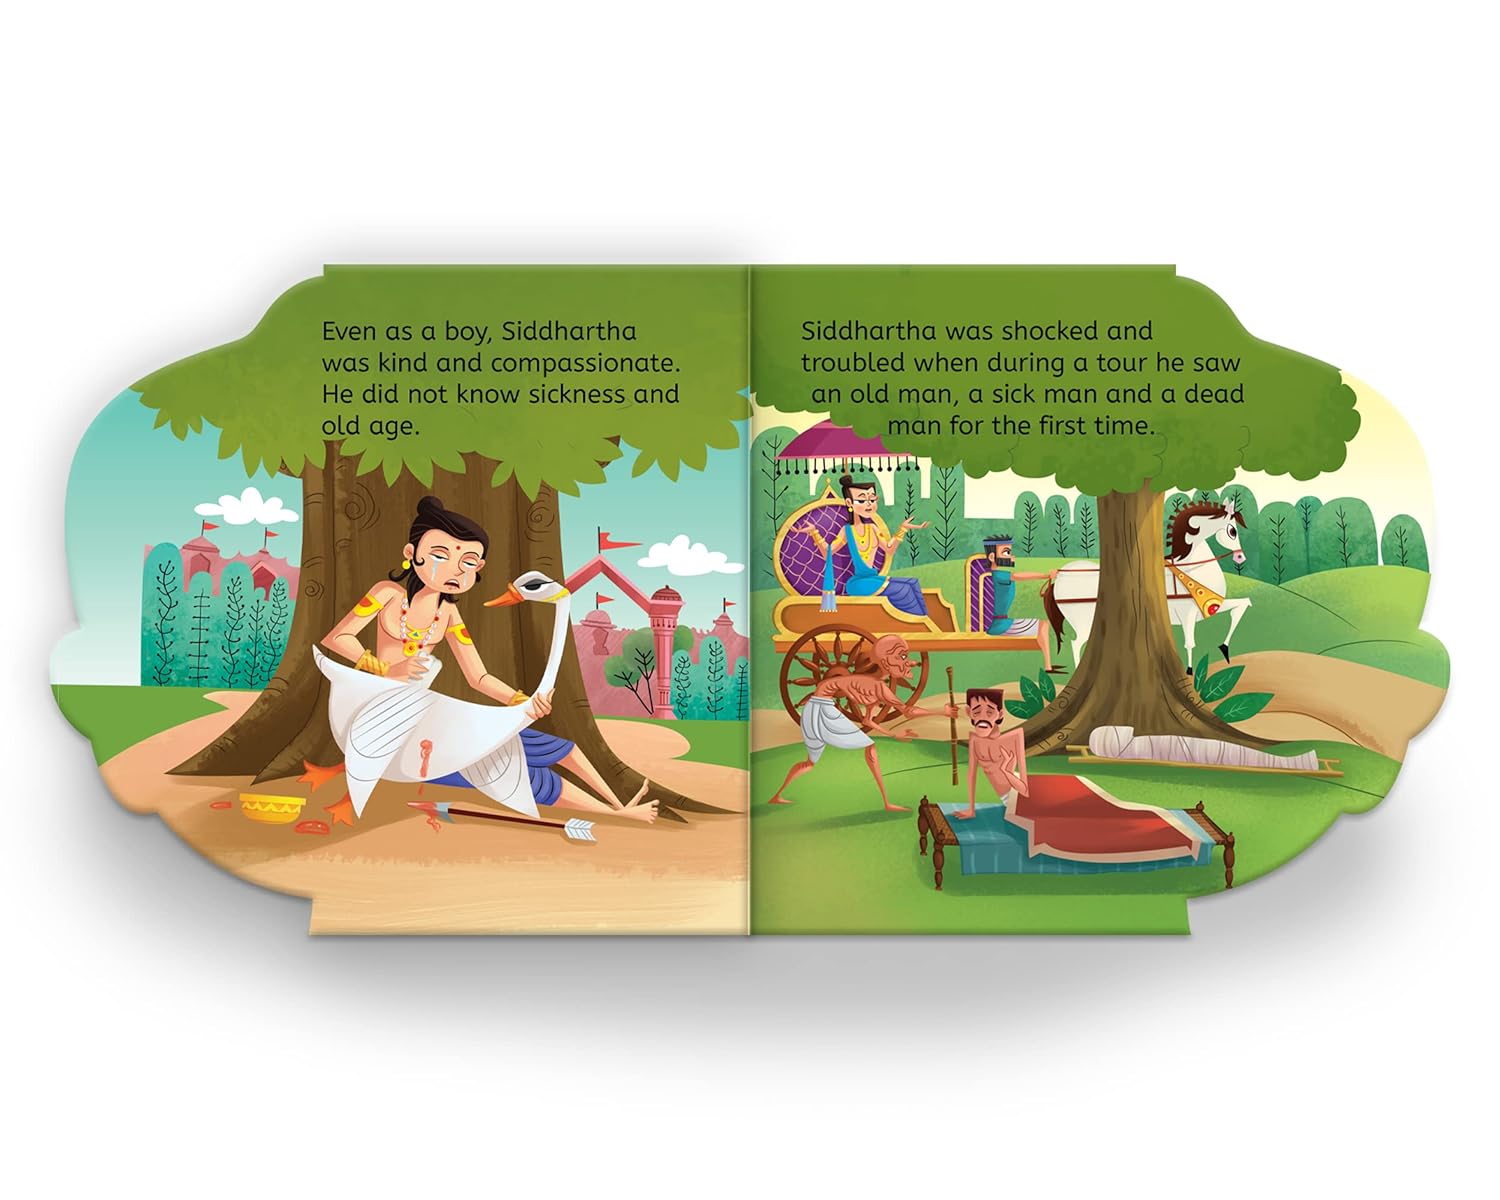 Even as a boy, Siddhartha
was kind and compassionate.
He did not know sickness and
old age.
Siddhartha was shocked and
troubled when during a tour he saw
an old man, a sick man and a dead
man for the first time.